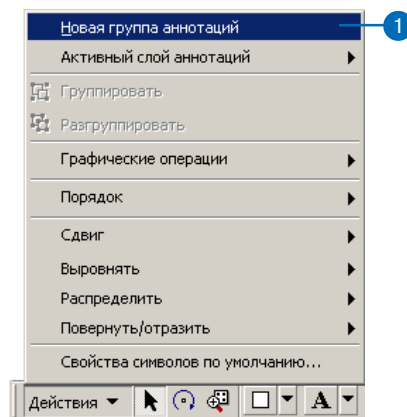 Новая группа аннотаций
1
Активный слой аннотаций
Группировать
Разгруппировать
Графические операции
Порядок
Сдвиг
Выровнять
Распределить
Повернуть/отразить
Свойства символов по умолчанию...
Действия
A